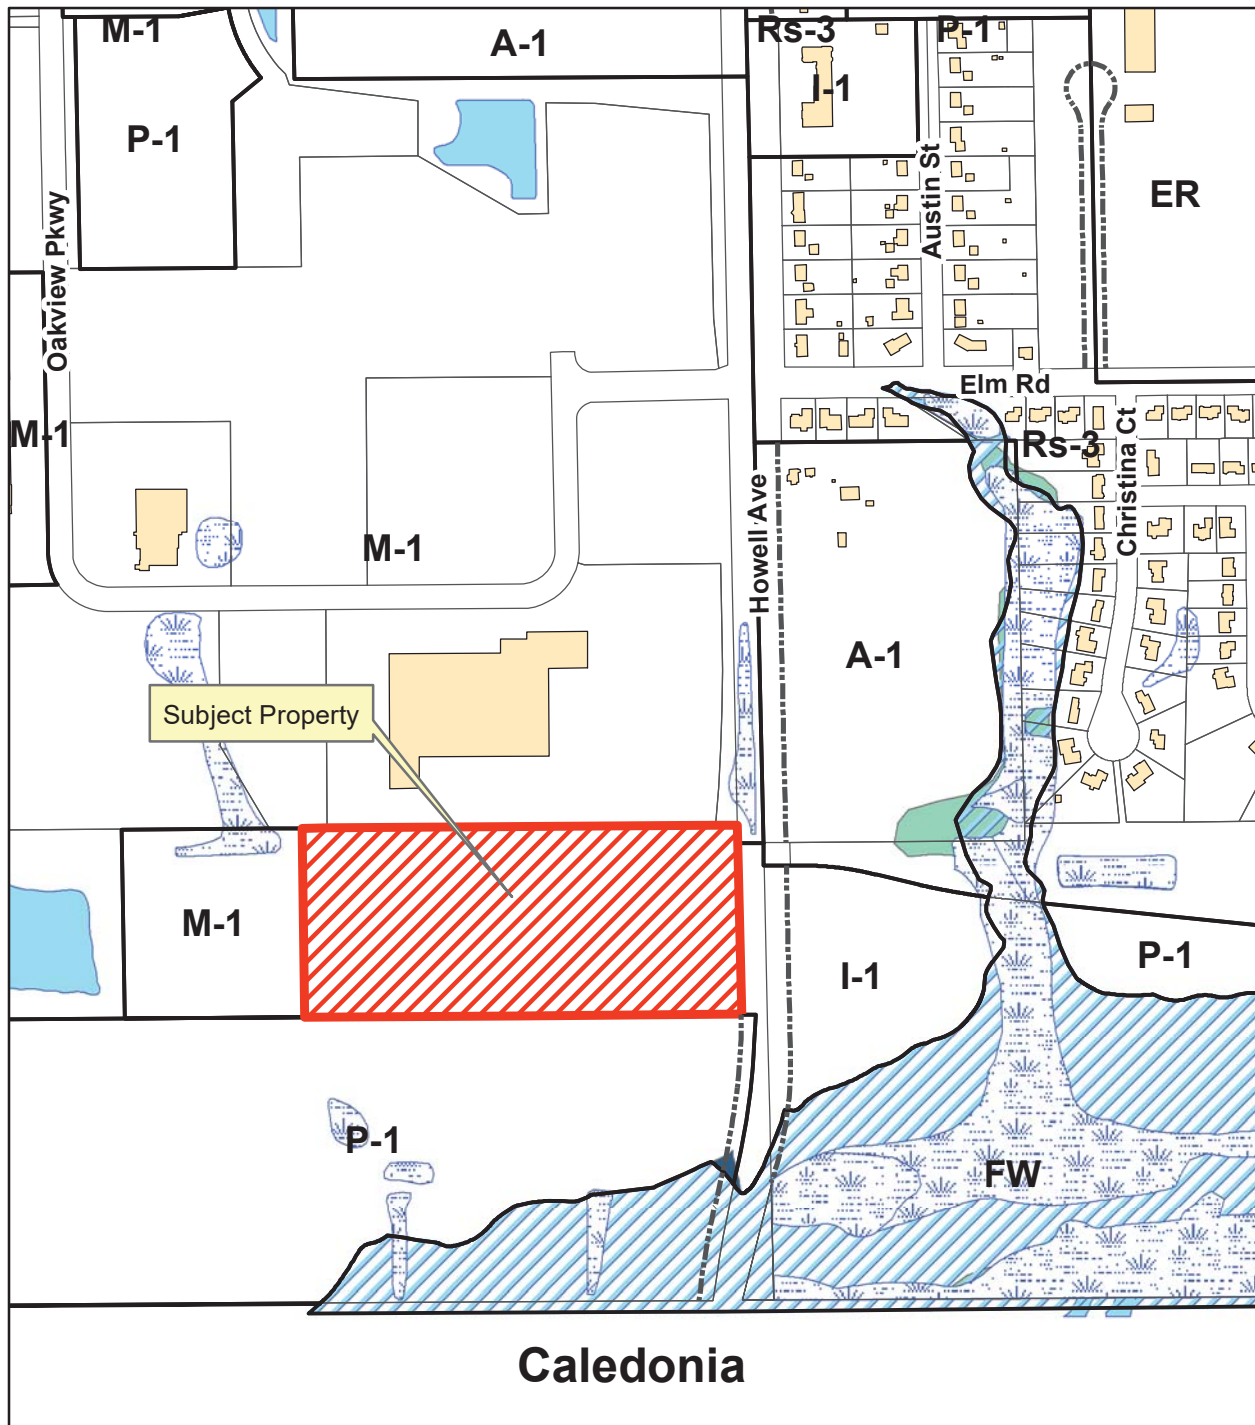 M-1
A-1
Rs-3
P-1
I-1
P-1
Austin St
ER
Oakview Pkwy
Elm Rd
M-1
Rs-3
Christina Ct
Howell Ave
M-1
A-1
Subject Property
M-1
P-1
I-1
P-1
FW
Caledonia